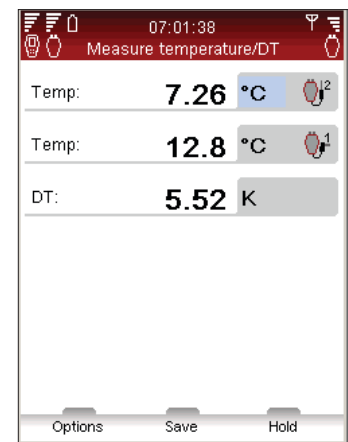 07:01:38
Measure temperature/DT
Temp: 7.26 °C 2
Temp: 12.8 °C 1
DT: 5.52 K
Options Save Hold